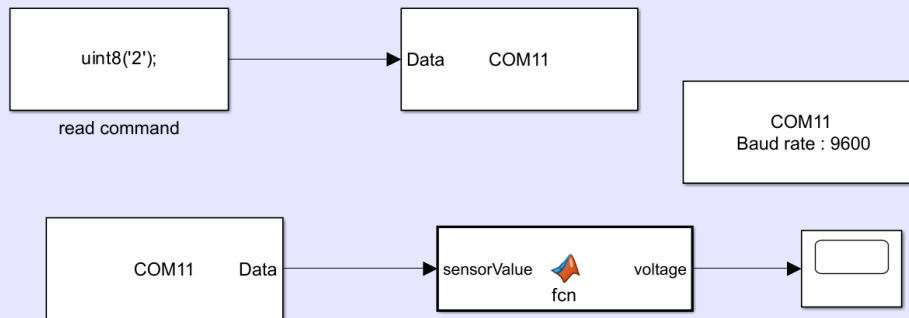 uint8('2');
Data
COM11
read command
COM11
Baud rate : 9600
COM11
Data
sensorValue
fcn
voltage